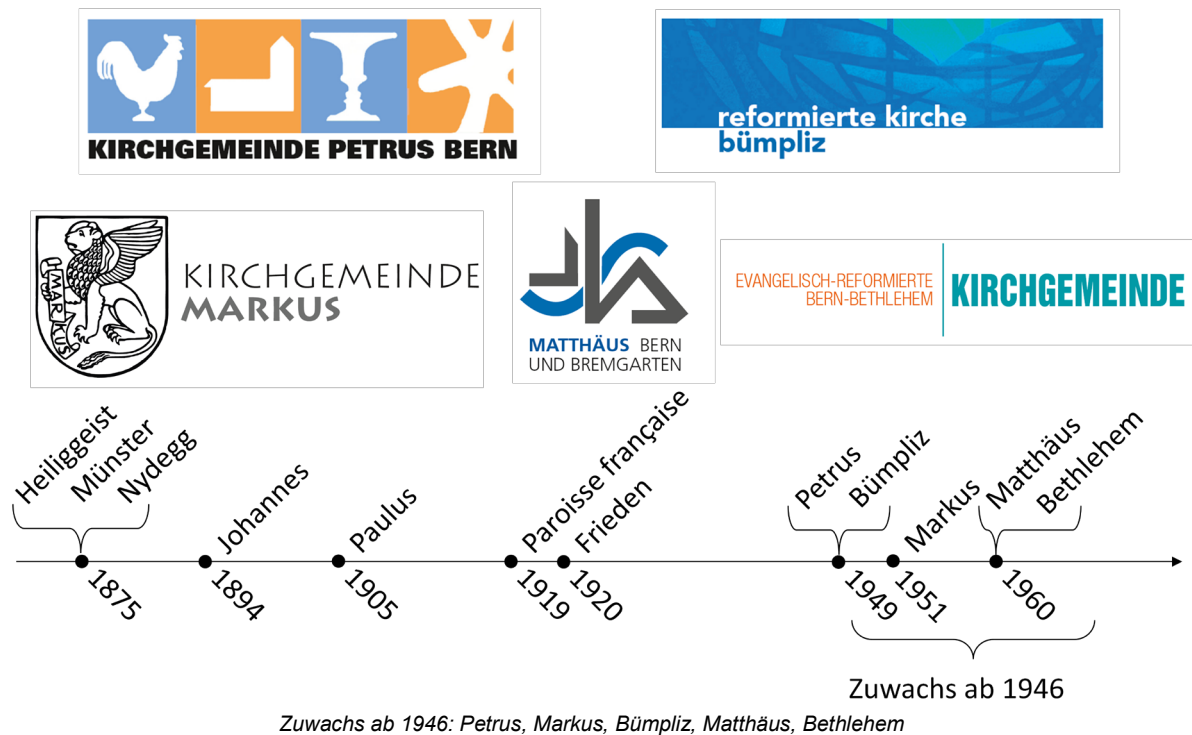 KIRCHGEMEINDE PETRUS BERN
reformierte kirche
bümpliz
MARKUS
KIRCHGEMEINDE
MARKUS
MATTHÄUS BERN
UND BREMGARTEN
EVANGELISCH-REFORMIERTE
BERN-BETHLEHEM
KIRCHGEMEINDE
Heiliggeist
Münster
Nydegg
Johannes
Paulus
Paroisse française
Frieden
Petrus
Bümpliz
Markus
Matthäus
Bethlehem
1875
1894
1905
1919
1920
1949
1951
1960
Zuwachs ab 1946
Zuwachs ab 1946: Petrus, Markus, Bümpliz, Matthäus, Bethlehem